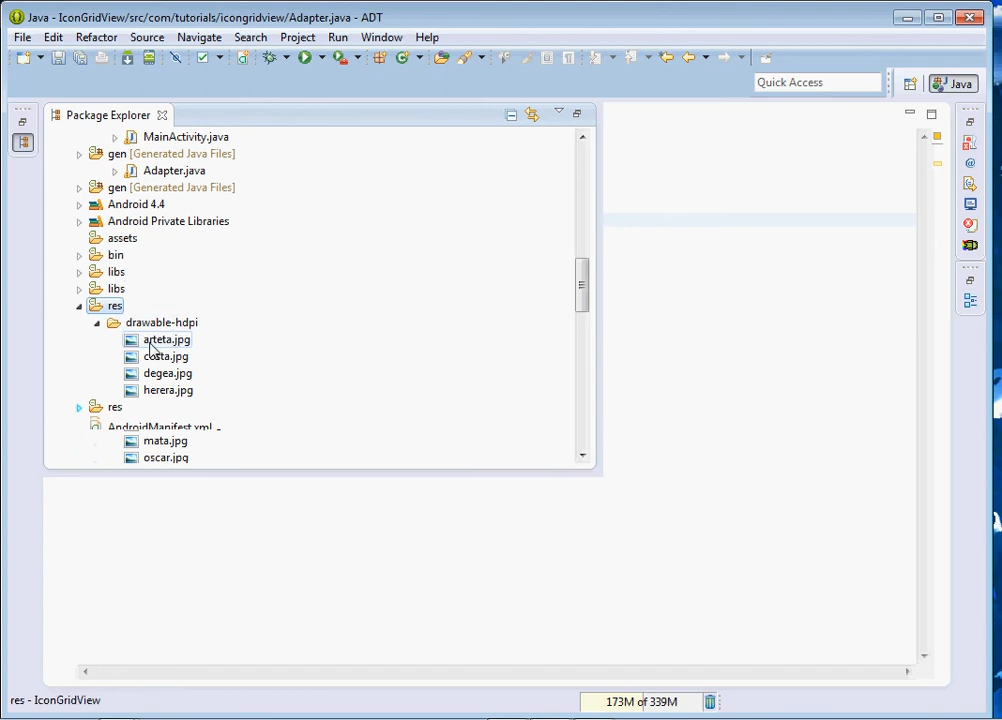 Java - IconGridView/src/com/tutorials/icongridview/Adapter.java - ADT
File Edit Refactor Source Navigate Search Project Run Window Help
Quick Access
Java
Package Explorer
MainActivity.java
gen [Generated Java Files]
Adapter.java
gen [Generated Java Files]
Android 4.4
Android Private Libraries
assets
bin
libs
libs
res
drawable-hdpi
arteta.jpg
costa.jpg
degea.jpg
herera.jpg
res
AndroidManifest.xml
mata.jpg
oscar.jpg
res - IconGridView
173M of 339M